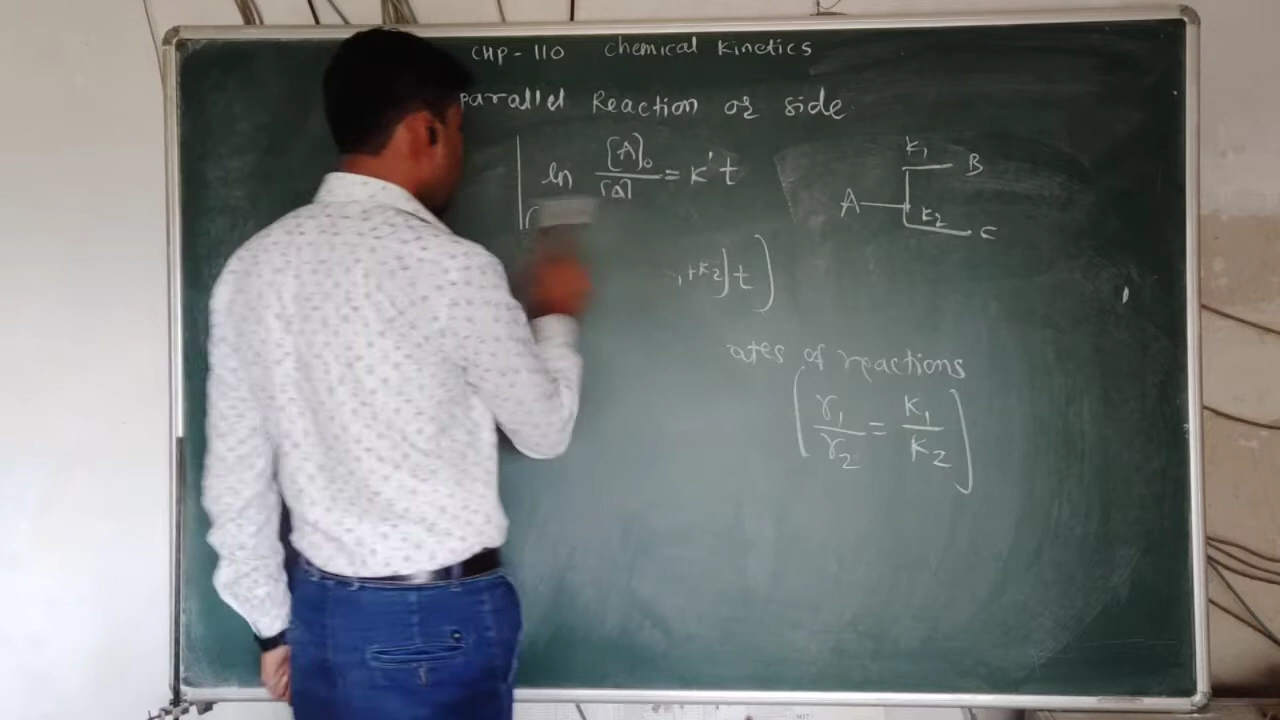 CHP-110 Chemical Kinetics
parallel Reaction or side
ln [A]₀/[A] = K't
K₁ B
A
K₂ C
+K₂)t]
ates of reactions
[r₁/r₂ = K₁/K₂]